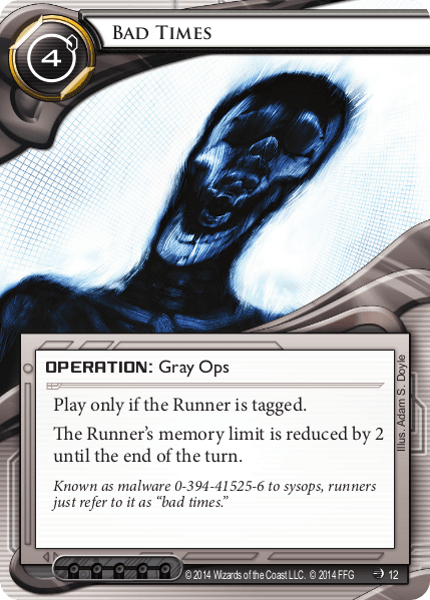 Bad Times
4
OPERATION: Gray Ops
Play only if the Runner is tagged.
The Runner's memory limit is reduced by 2
until the end of the turn.
Known as malware 0-394-41525-6 to sysops, runners
just refer to it as “bad times.”
Illus. Adam S. Doyle
© 2014 Wizards of the Coast LLC. © 2014 FFG
12